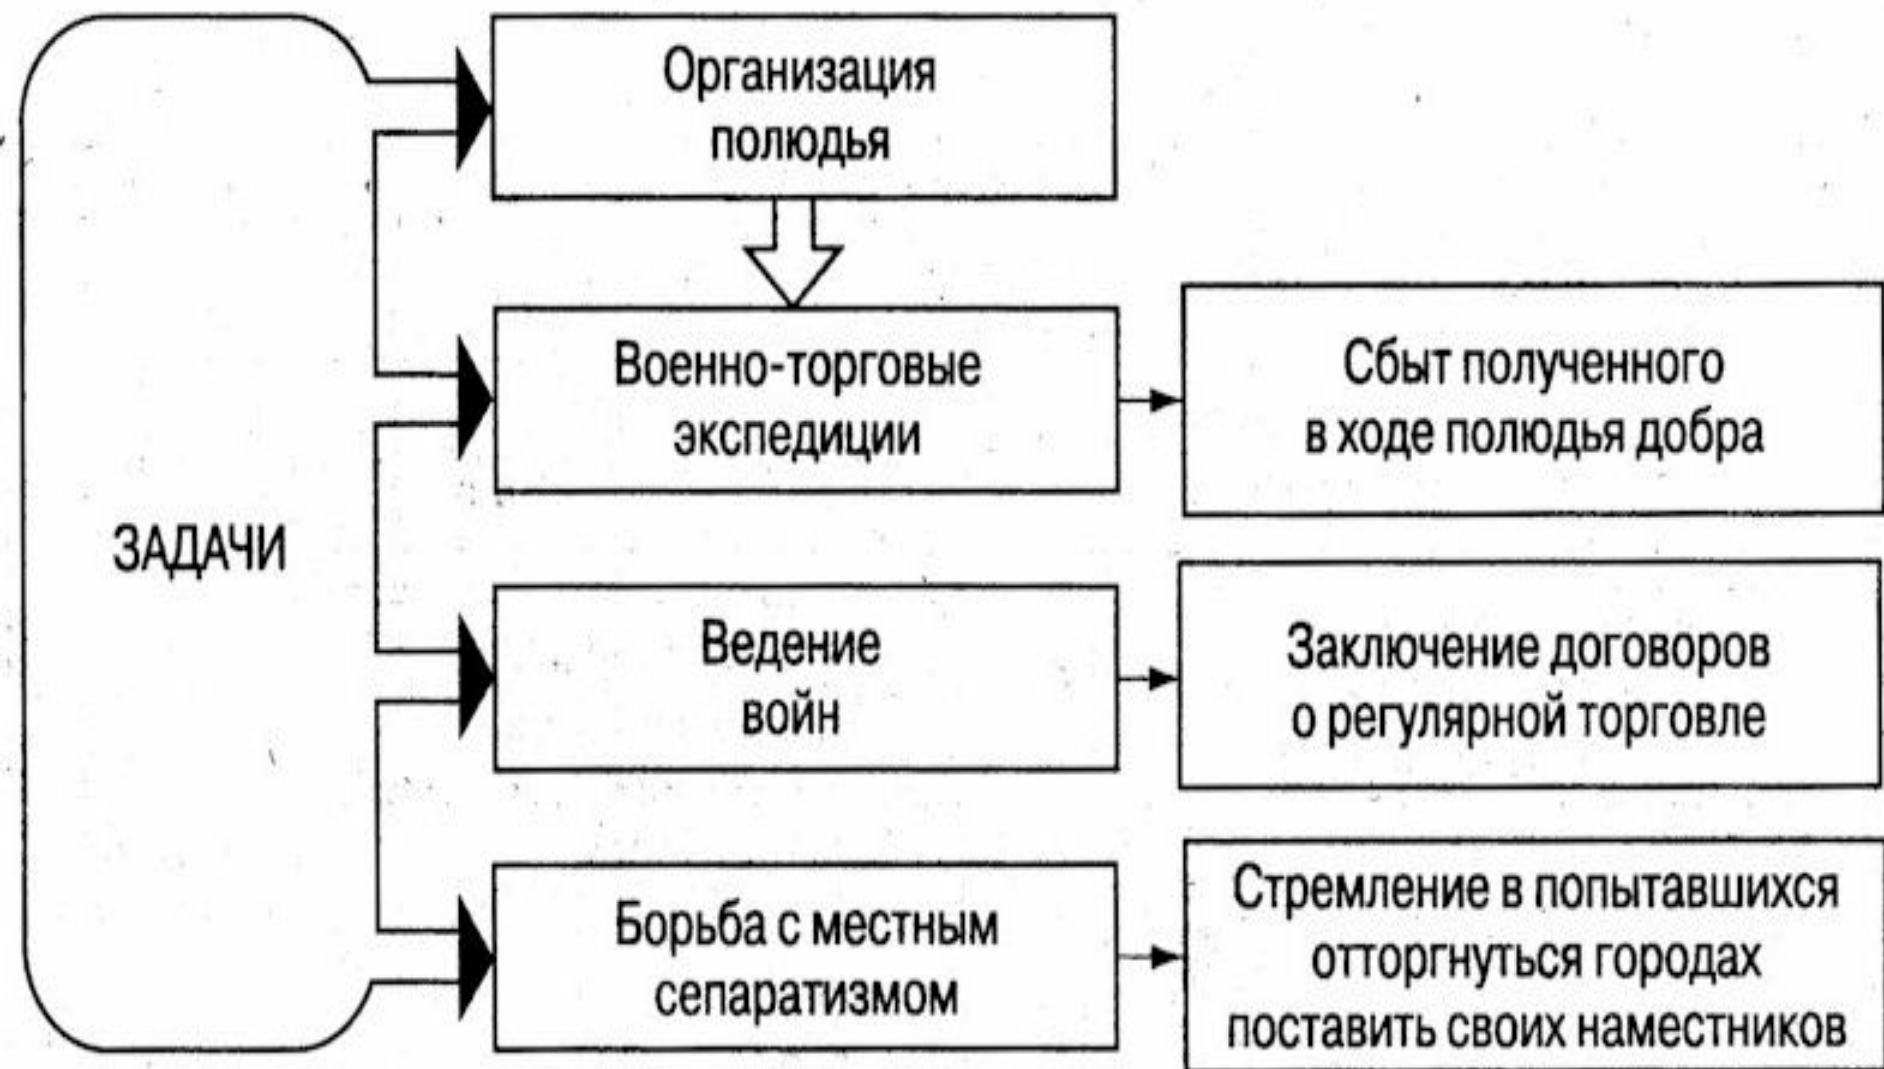 Организация
полюдья
Военно-торговые
экспедиции
Сбыт полученного
в ходе полюдья добра
ЗАДАЧИ
Ведение
войн
Заключение договоров
о регулярной торговле
Борьба с местным
сепаратизмом
Стремление в попытавшихся
отторгнуться городах
поставить своих наместников